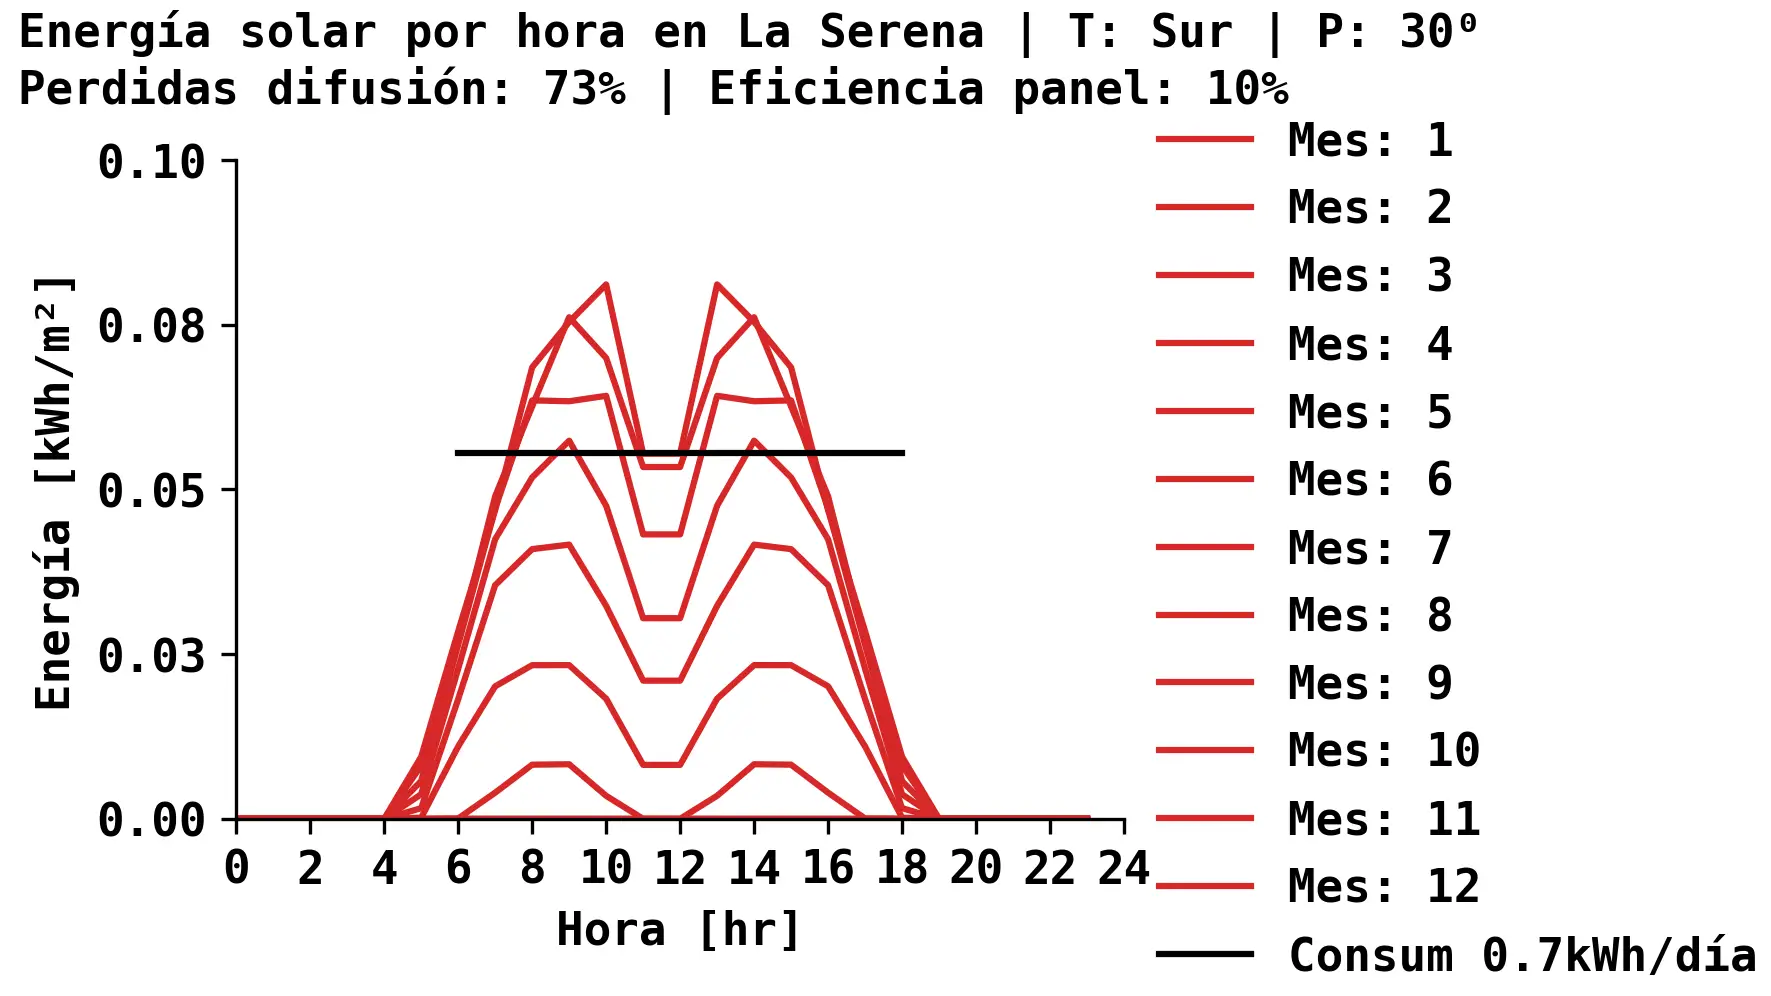 Energía solar por hora en La Serena | T: Sur | P: 30⁰
Perdidas difusión: 73% | Eficiencia panel: 10%
Energía [kWh/m²]
0.10
0.08
0.05
0.03
0.00
0 2 4 6 8 10 12 14 16 18 20 22 24
Hora [hr]
Mes: 1
Mes: 2
Mes: 3
Mes: 4
Mes: 5
Mes: 6
Mes: 7
Mes: 8
Mes: 9
Mes: 10
Mes: 11
Mes: 12
Consum 0.7kWh/día